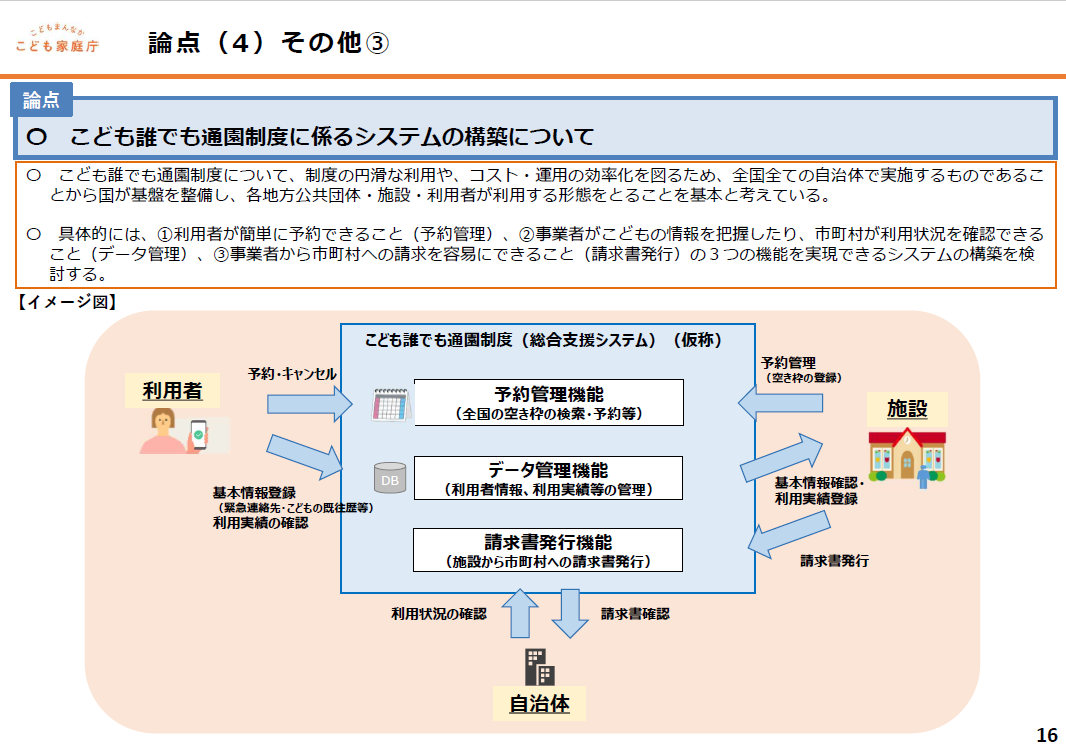 こどもまんなか
こども家庭庁
論点（4）その他③
論点
〇　こども誰でも通園制度に係るシステムの構築について
〇　こども誰でも通園制度について、制度の円滑な利用や、コスト・運用の効率化を図るため、全国全ての自治体で実施するものであるこ
とから国が基盤を整備し、各地方公共団体・施設・利用者が利用する形態をとることを基本と考えている。
〇　具体的には、①利用者が簡単に予約できること（予約管理）、②事業者がこどもの情報を把握したり、市町村が利用状況を確認できる
こと（データ管理）、③事業者から市町村への請求を容易にできること（請求書発行）の３つの機能を実現できるシステムの構築を検
討する。
【イメージ図】
こども誰でも通園制度（総合支援システム）（仮称）
利用者
予約・キャンセル
基本情報登録
（緊急連絡先・こどもの既往歴等）
利用実績の確認
予約管理機能
（全国の空き枠の検索・予約等）
DB
データ管理機能
（利用者情報、利用実績等の管理）
請求書発行機能
（施設から市町村への請求書発行）
予約管理
（空き枠の登録）
施設
基本情報確認・
利用実績登録
請求書発行
利用状況の確認
請求書確認
自治体
16